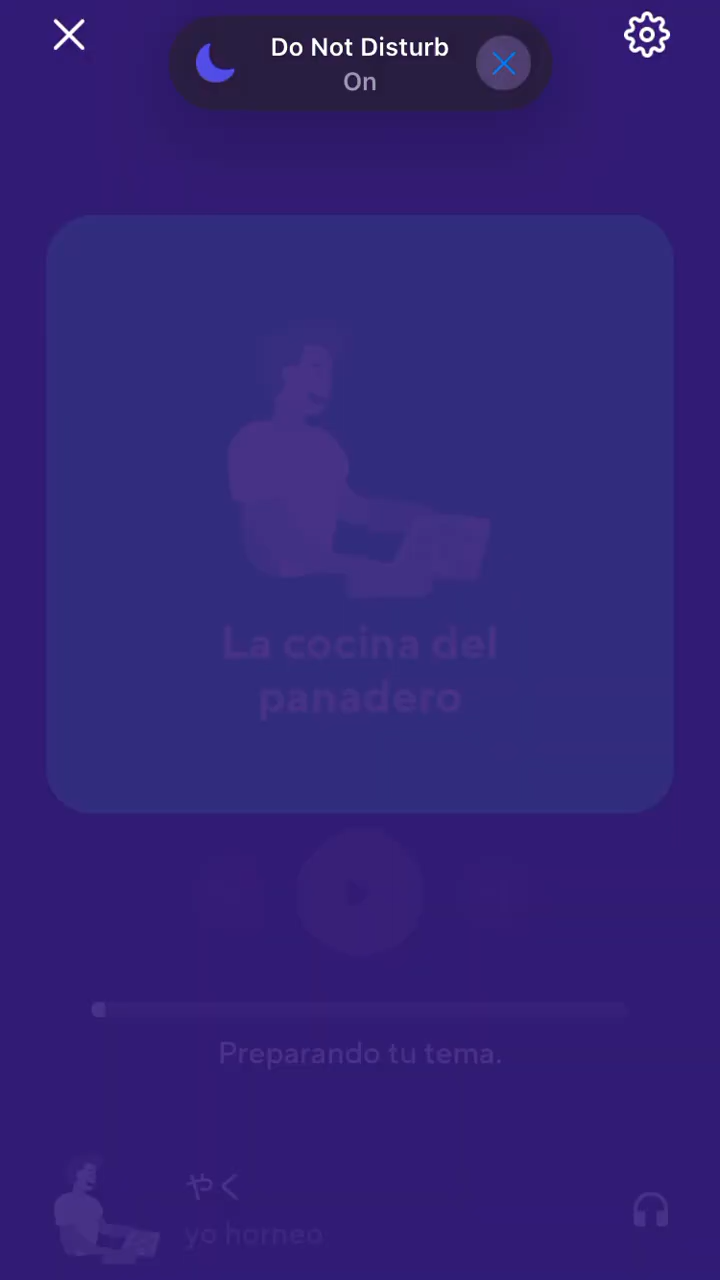 Do Not Disturb
On
La cocina del
panadero
Preparando tu tema.
やく
yo horneo